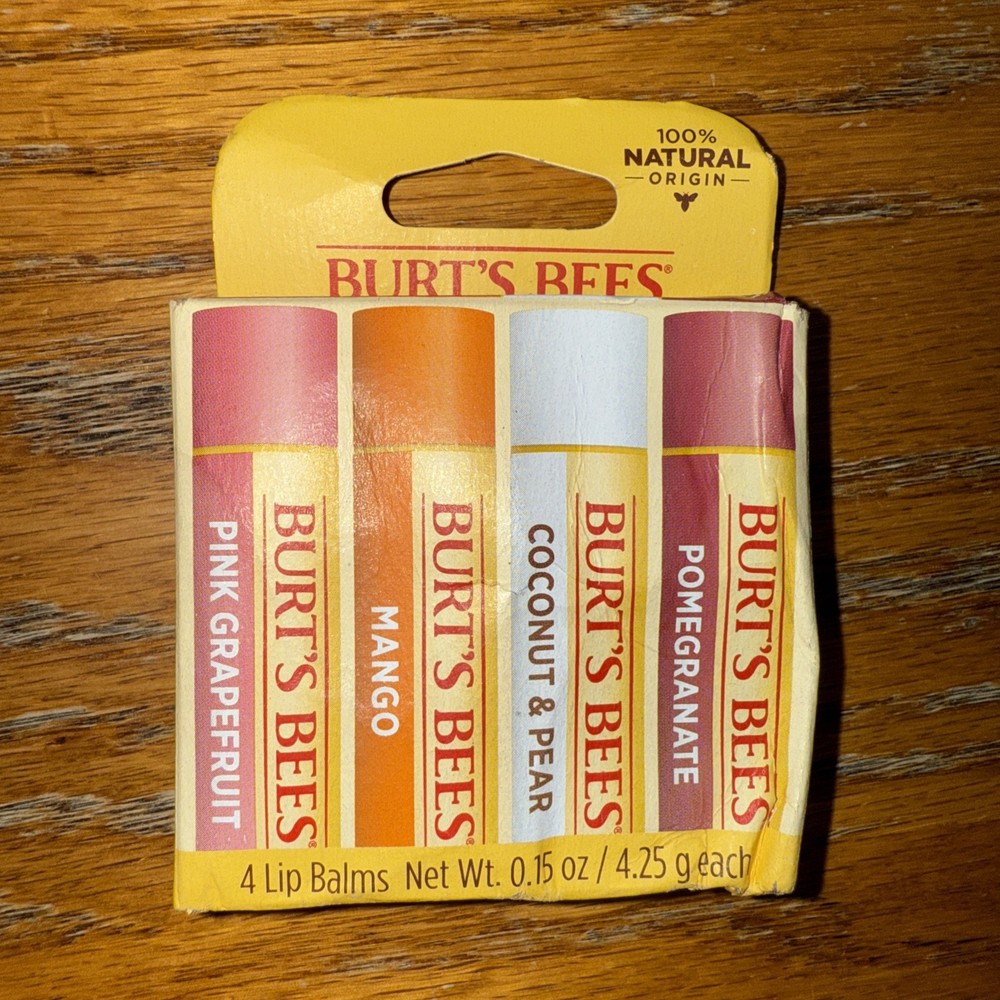 100%
NATURAL
ORIGIN
BURT'S BEES®
PINK GRAPEFRUIT
BURT'S BEES®
MANGO
BURT'S BEES®
COCONUT & PEAR
BURT'S BEES®
POMEGRANATE
BURT'S BEES
4 Lip Balms Net Wt. 0.15 oz / 4.25 g each